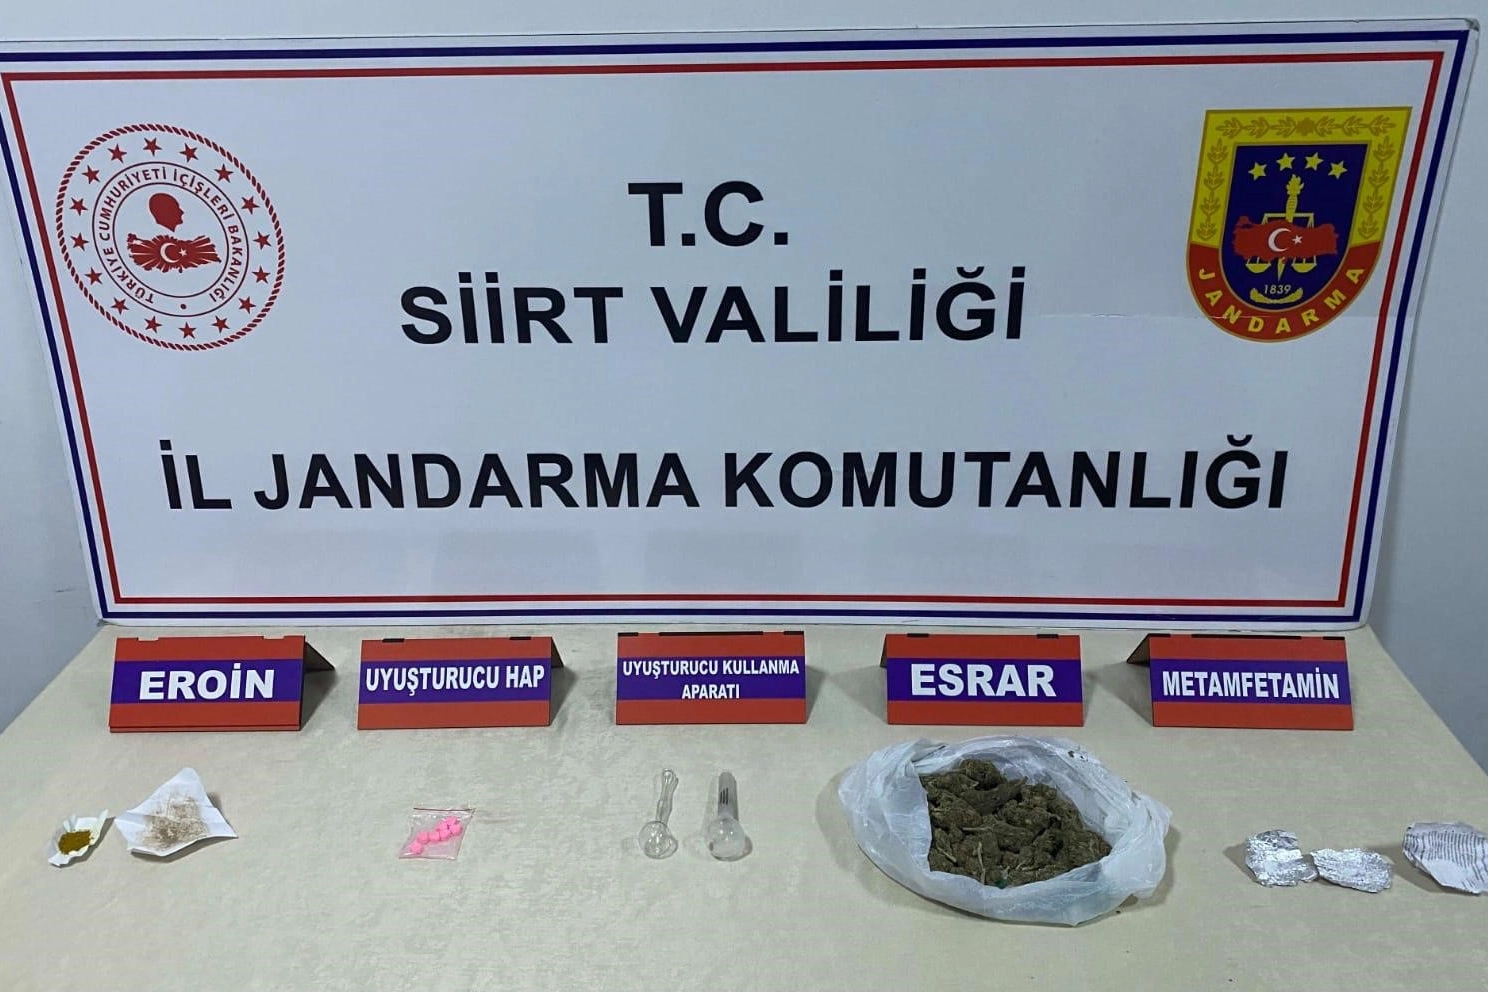 TÜRKİYE CUMHURİYETİ İÇİŞLERİ BAKANLIĞI
T.C.
SİİRT VALİLİĞİ
İL JANDARMA KOMUTANLIĞI
1839
JANDARMA
EROİN
UYUŞTURUCU HAP
UYUŞTURUCU KULLANMA
APARATI
ESRAR
METAMFETAMİN